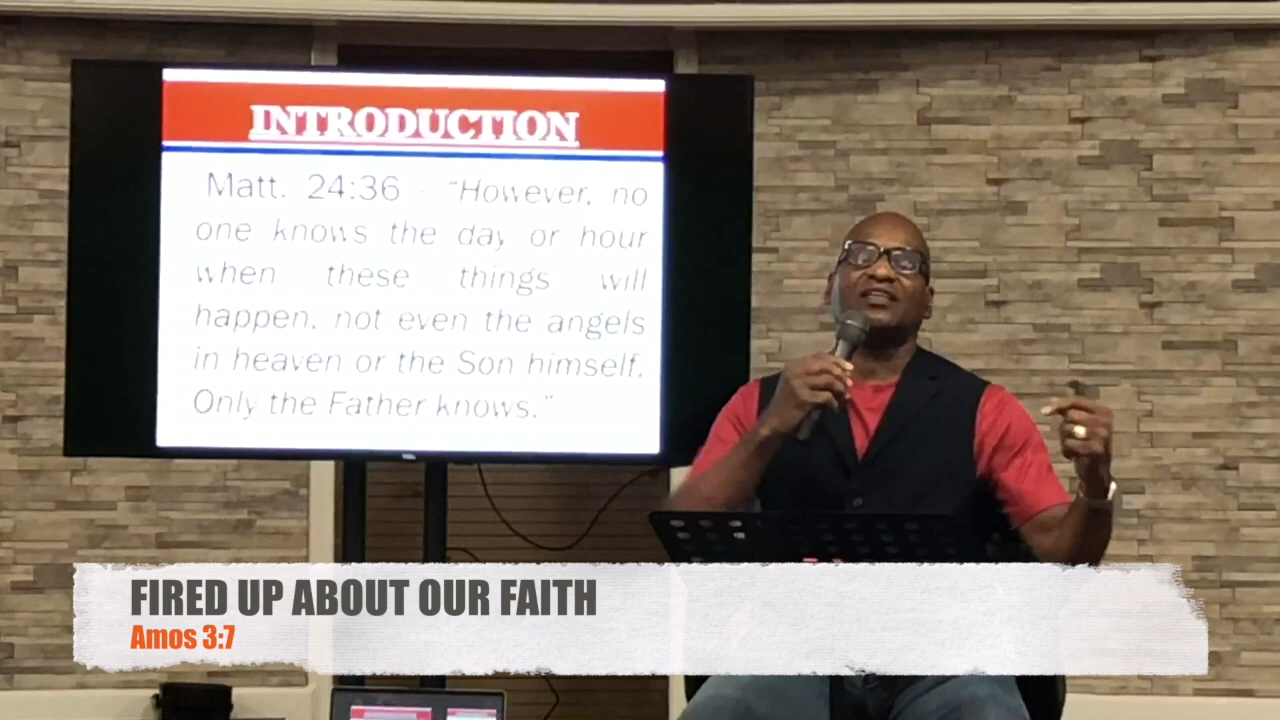 INTRODUCTION
Matt. 24:36 - "However, no
one knows the day or hour
when these things will
happen, not even the angels
in heaven or the Son himself.
Only the Father knows."
FIRED UP ABOUT OUR FAITH
Amos 3:7